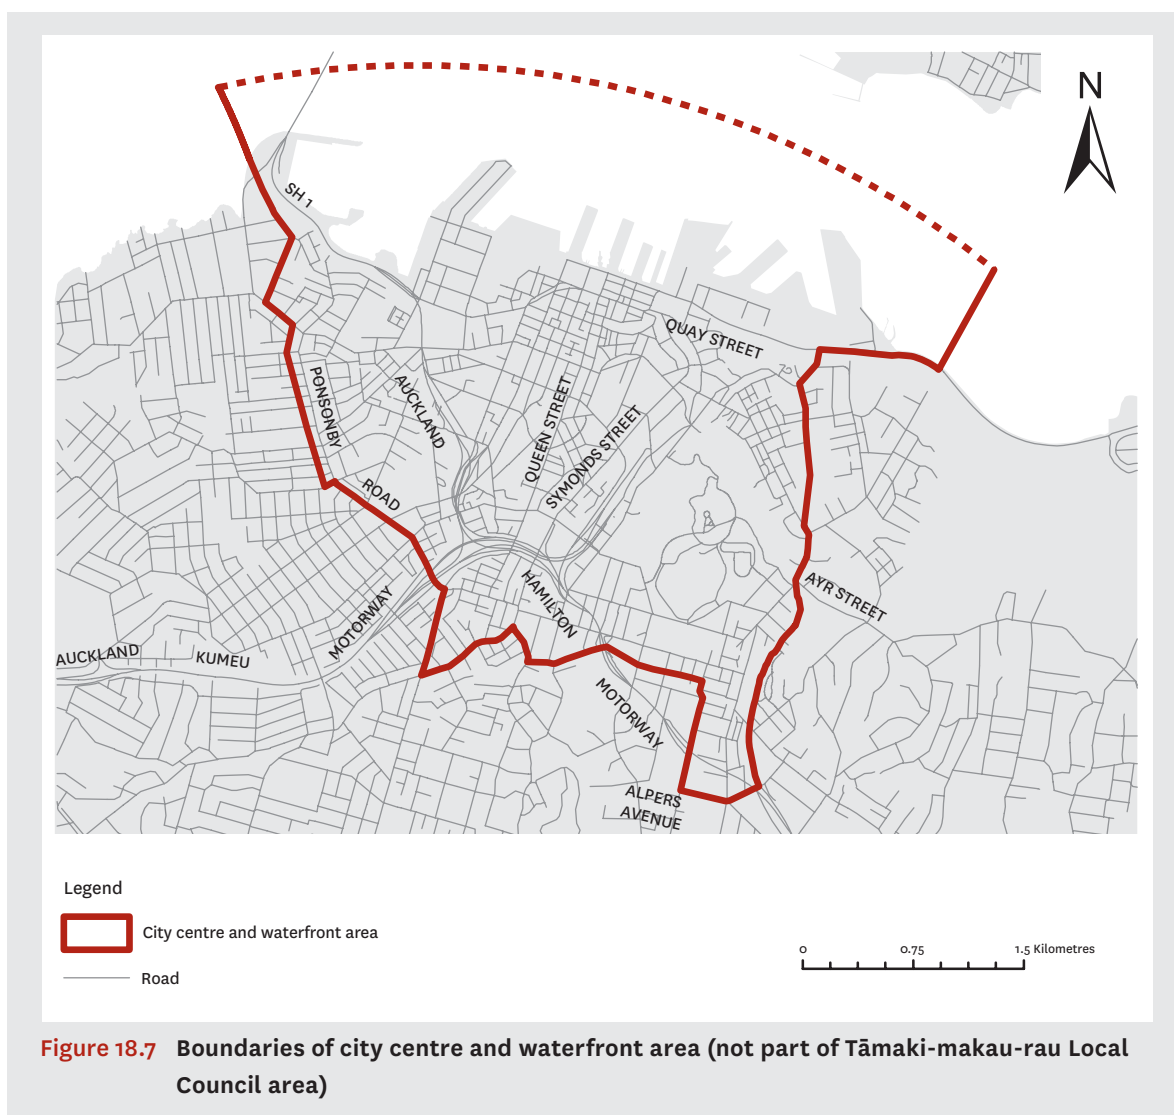 N
SH 1
QUAY STREET
PONSONBY
AUCKLAND
QUEEN STREET
SYMONDS STREET
ROAD
HAMILTON
AYR STREET
MOTORWAY
AUCKLAND
KUMEU
MOTORWAY
ALPERS
AVENUE
Legend
City centre and waterfront area
Road
0 0.75 1.5 Kilometres
Figure 18.7 Boundaries of city centre and waterfront area (not part of Tāmaki-makau-rau Local
Council area)